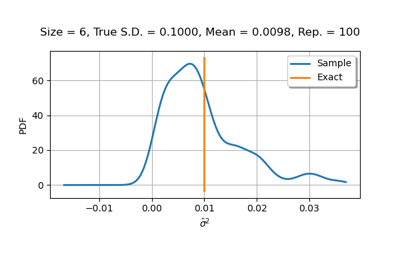 Size = 6, True S.D. = 0.1000, Mean = 0.0098, Rep. = 100
Sample
Exact
PDF
60
40
20
0
−0.01 0.00 0.01 0.02 0.03
σ̂²